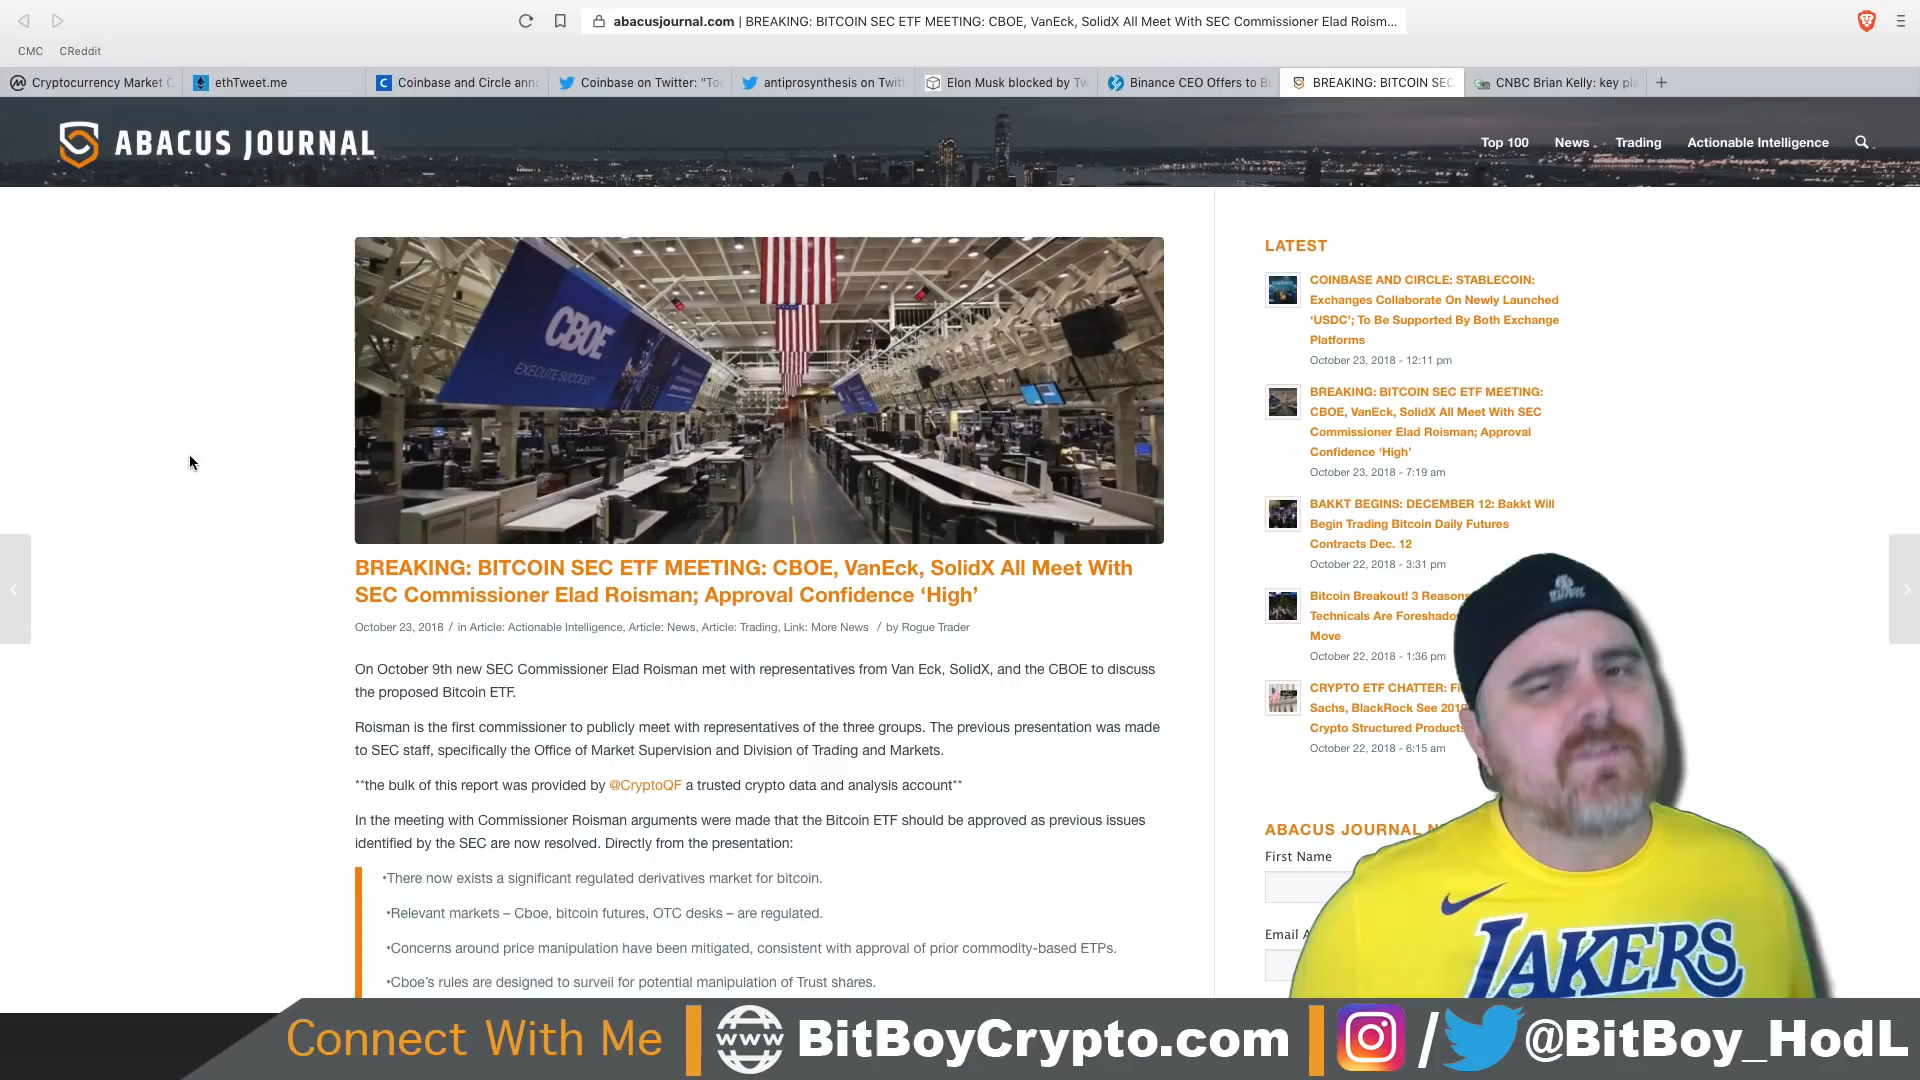 abacusjournal.com | BREAKING: BITCOIN SEC ETF MEETING: CBOE, VanEck, SolidX All Meet With SEC Commissioner Elad Roism...
CMC CReddit
Cryptocurrency Market C
ethTweet.me
Coinbase and Circle ann
Coinbase on Twitter: "To
antiprosynthesis on Twit
Elon Musk blocked by Tw
Binance CEO Offers to B
BREAKING: BITCOIN SEC
CNBC Brian Kelly: key pl
ABACUS JOURNAL
Top 100 News Trading Actionable Intelligence
CBOE
EXECUTE SUCCESS
BREAKING: BITCOIN SEC ETF MEETING: CBOE, VanEck, SolidX All Meet With
SEC Commissioner Elad Roisman; Approval Confidence ‘High’
October 23, 2018 / in Article: Actionable Intelligence, Article: News, Article: Trading, Link: More News / by Rogue Trader
On October 9th new SEC Commissioner Elad Roisman met with representatives from Van Eck, SolidX, and the CBOE to discuss
the proposed Bitcoin ETF.
Roisman is the first commissioner to publicly meet with representatives of the three groups. The previous presentation was made
to SEC staff, specifically the Office of Market Supervision and Division of Trading and Markets.
**the bulk of this report was provided by @CryptoQF a trusted crypto data and analysis account**
In the meeting with Commissioner Roisman arguments were made that the Bitcoin ETF should be approved as previous issues
identified by the SEC are now resolved. Directly from the presentation:
•There now exists a significant regulated derivatives market for bitcoin.
•Relevant markets – Cboe, bitcoin futures, OTC desks – are regulated.
•Concerns around price manipulation have been mitigated, consistent with approval of prior commodity-based ETPs.
•Cboe’s rules are designed to surveil for potential manipulation of Trust shares.
LATEST
COINBASE AND CIRCLE: STABLECOIN:
Exchanges Collaborate On Newly Launched
‘USDC’; To Be Supported By Both Exchange
Platforms
October 23, 2018 - 12:11 pm
BREAKING: BITCOIN SEC ETF MEETING:
CBOE, VanEck, SolidX All Meet With SEC
Commissioner Elad Roisman; Approval
Confidence ‘High’
October 23, 2018 - 7:19 am
BAKKT BEGINS: DECEMBER 12: Bakkt Will
Begin Trading Bitcoin Daily Futures
Contracts Dec. 12
October 22, 2018 - 3:31 pm
Bitcoin Breakout! 3 Reasons
Technicals Are Foreshado
Move
October 22, 2018 - 1:36 pm
CRYPTO ETF CHATTER: Fi
Sachs, BlackRock See 2019
Crypto Structured Products
October 22, 2018 - 6:15 am
ABACUS JOURNAL N
First Name
Email A
LAKERS
Connect With Me
www
BitBoyCrypto.com
/
@BitBoy_HodL